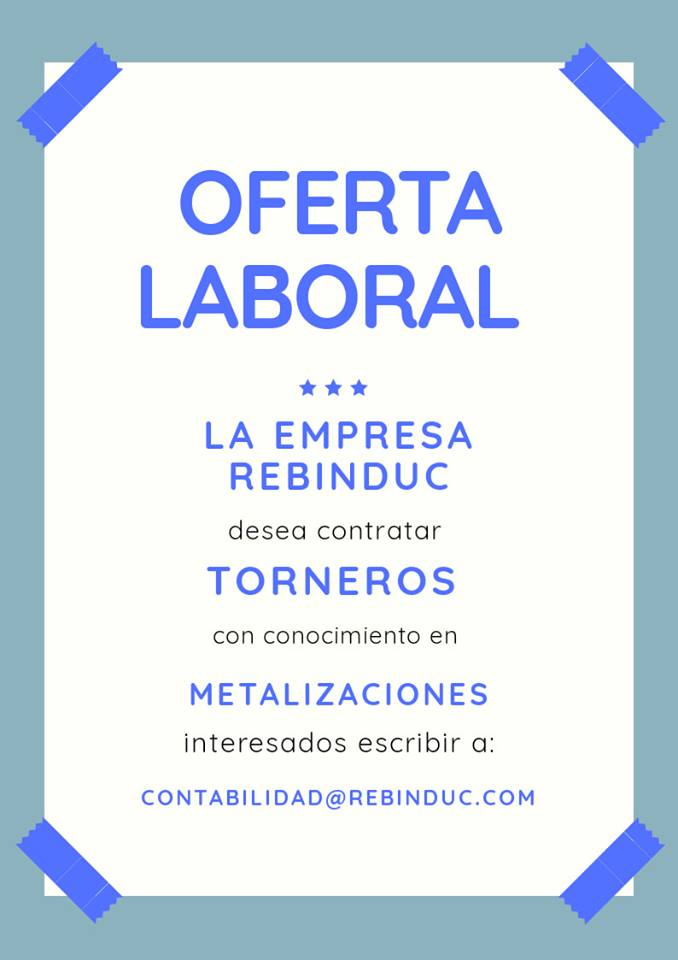 OFERTA
LABORAL
LA EMPRESA
REBINDUC
desea contratar
TORNEROS
con conocimiento en
METALIZACIONES
interesados escribir a:
CONTABILIDAD@REBINDUC.COM